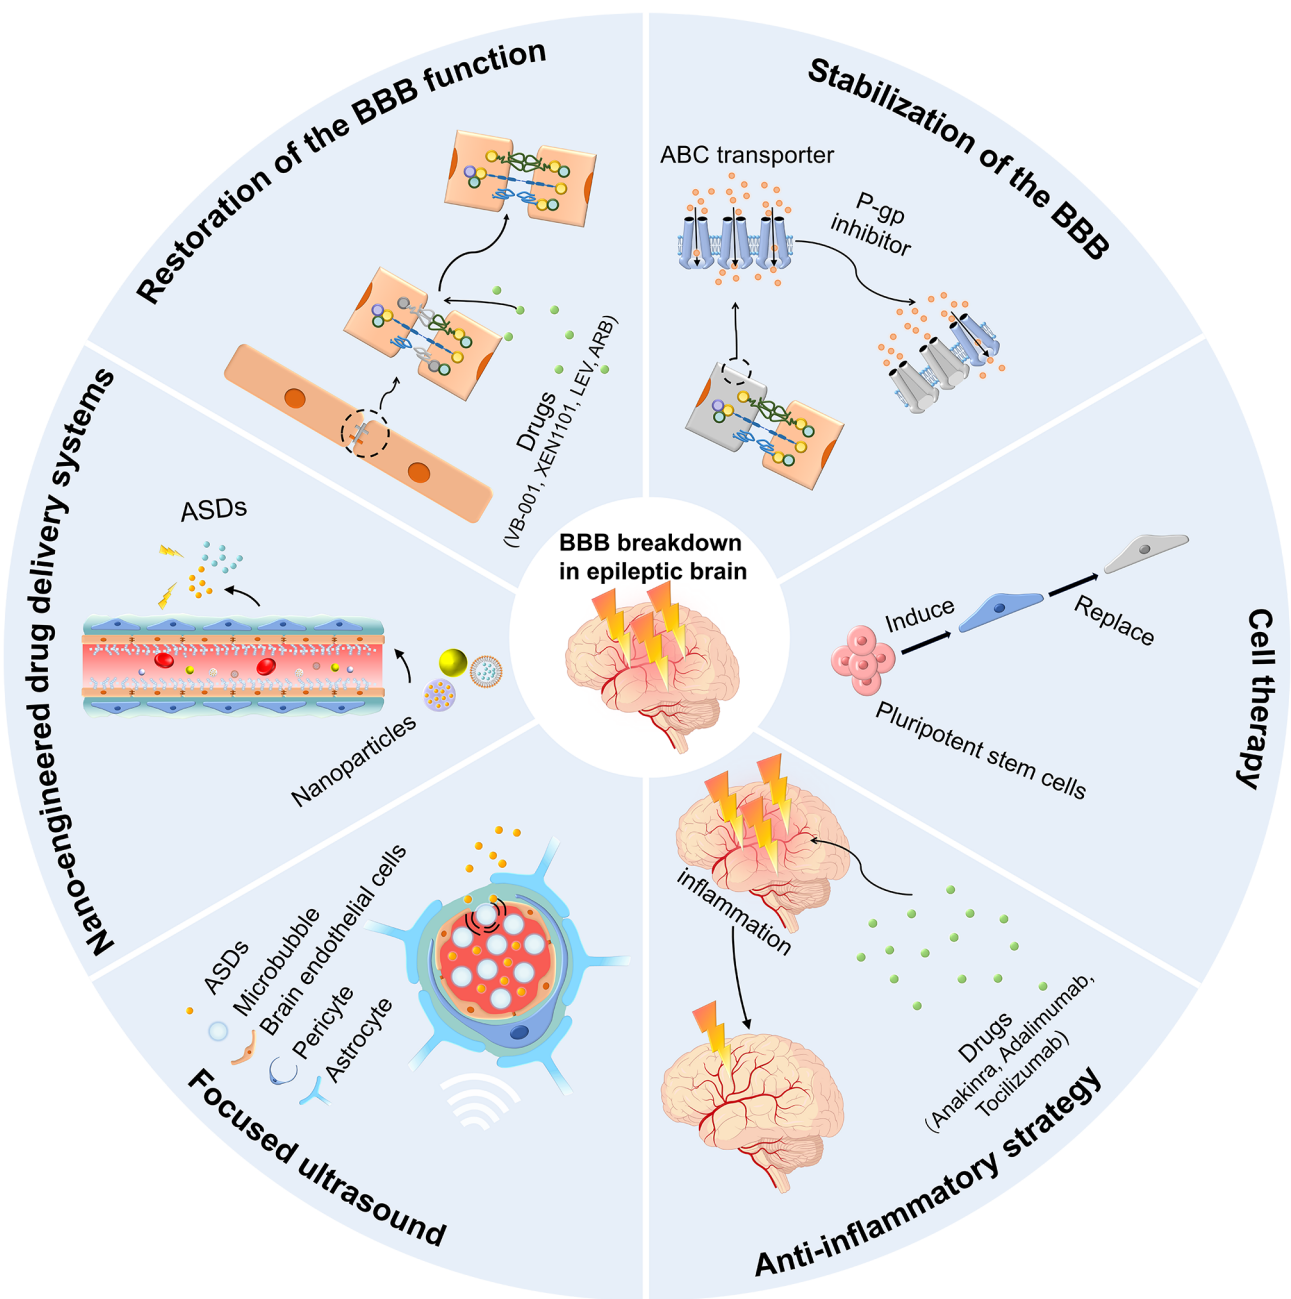 Restoration of the BBB function
Drugs
(VB-001, XEN1101, LEV, ARB)
Stabilization of the BBB
ABC transporter
P-gp
inhibitor
Nano-engineered drug delivery systems
ASDs
Nanoparticles
BBB breakdown
in epileptic brain
Cell therapy
Induce
Replace
Pluripotent stem cells
Focused ultrasound
ASDs
Microbubble
Brain endothelial cells
Pericyte
Astrocyte
Anti-inflammatory strategy
inflammation
Drugs
(Anakinra, Adalimumab,
Tocilizumab)